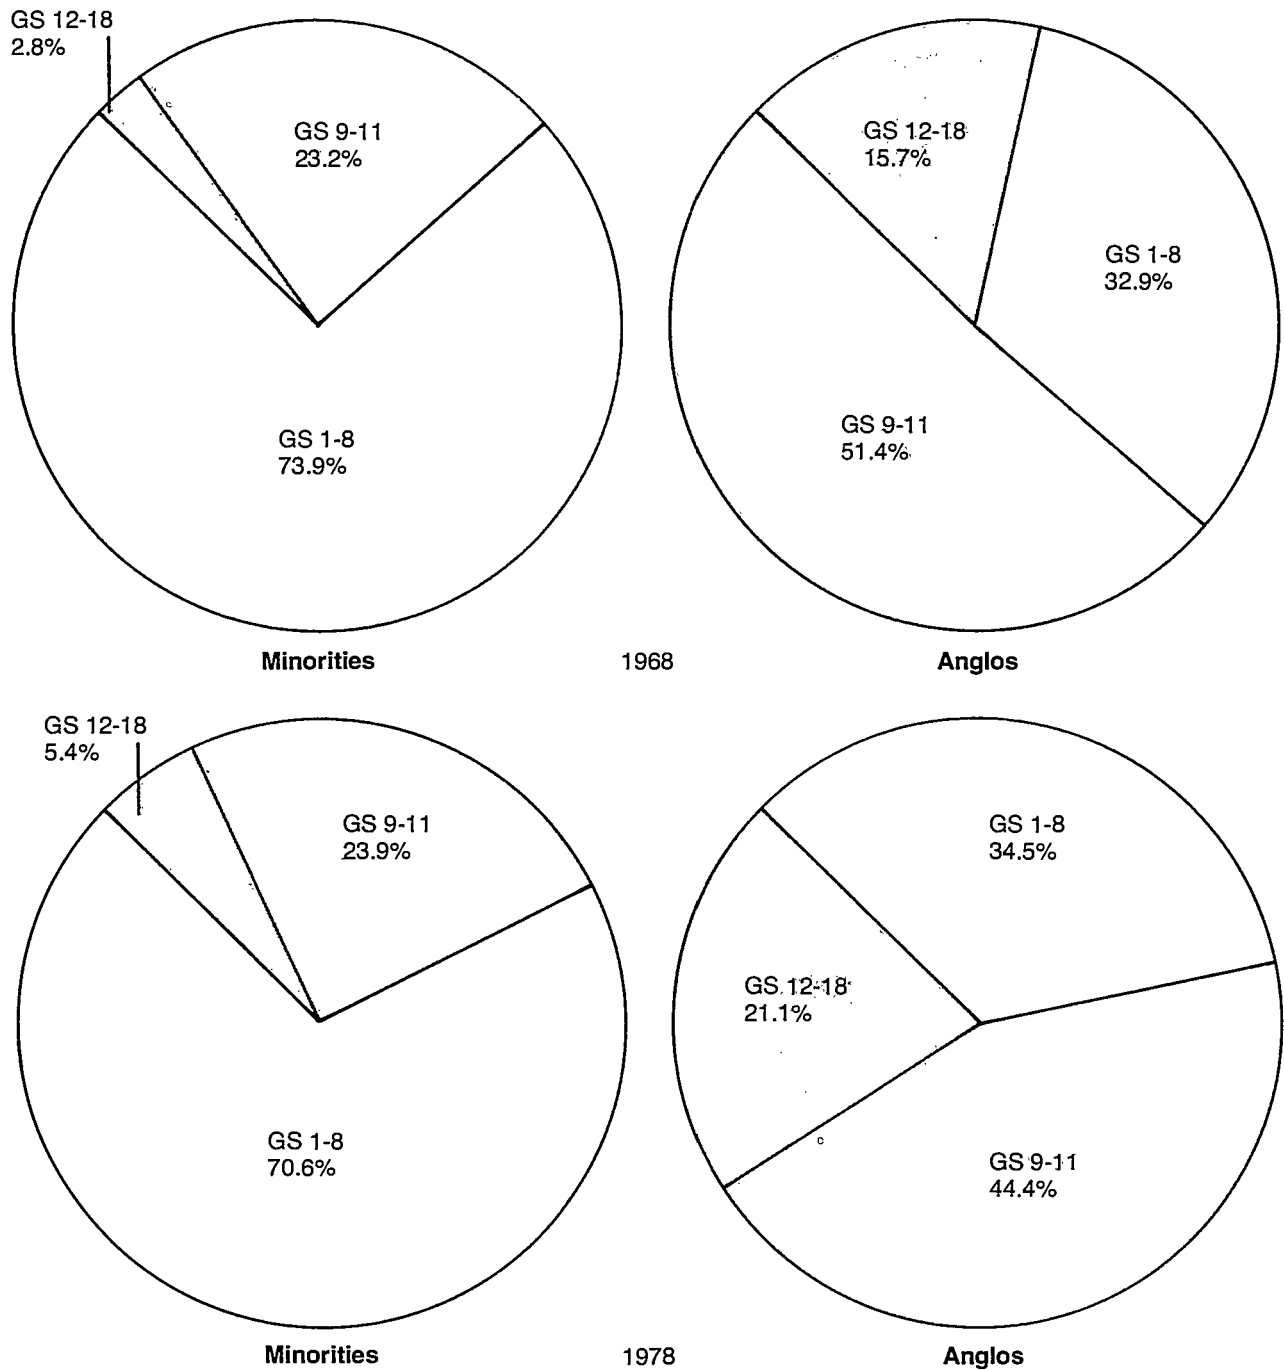 GS 12-18
2.8%
GS 9-11
23.2%
GS 1-8
73.9%
GS 12-18
15.7%
GS 1-8
32.9%
GS 9-11
51.4%
Minorities
1968
Anglos
GS 12-18
5.4%
GS 9-11
23.9%
GS 1-8
70.6%
GS 1-8
34.5%
GS 12-18
21.1%
GS 9-11
44.4%
Minorities
1978
Anglos